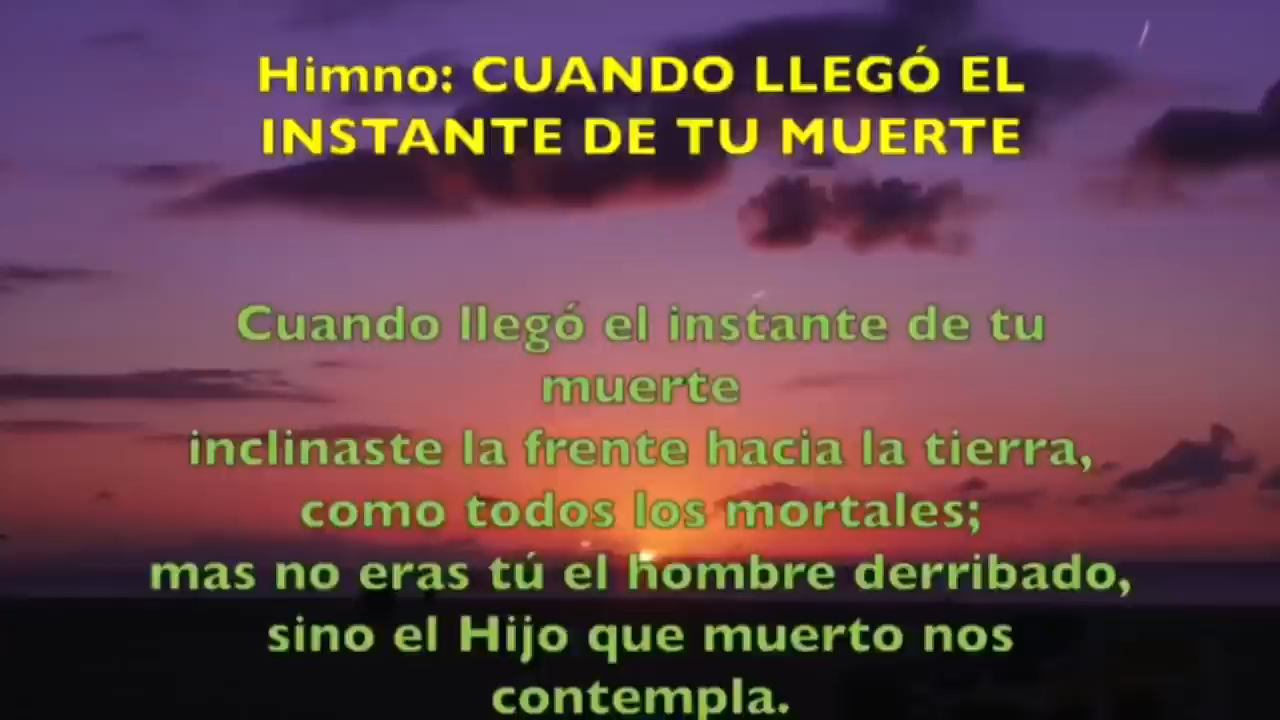 Himno: CUANDO LLEGÓ EL
INSTANTE DE TU MUERTE
Cuando llegó el instante de tu
muerte
inclinaste la frente hacia la tierra,
como todos los mortales;
mas no eras tú el hombre derribado,
sino el Hijo que muerto nos
contempla.